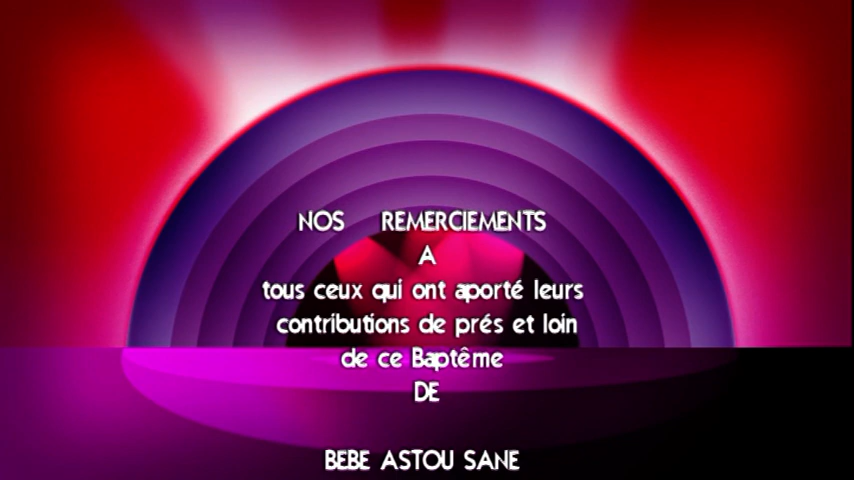 NOS REMERCIEMENTS
A
tous ceux qui ont aporté leurs
contributions de prés et loin
de ce Baptême
DE
BEBE ASTOU SANE